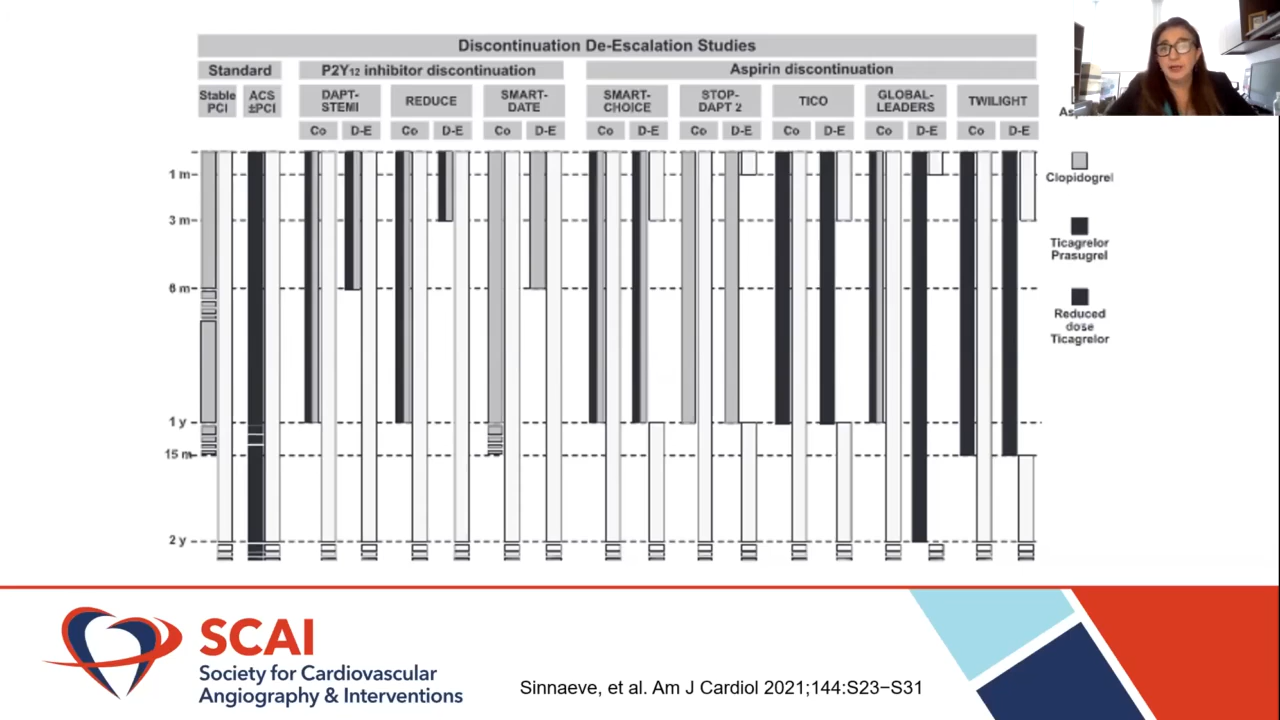 Discontinuation De-Escalation Studies
Standard
P2Y12 inhibitor discontinuation
Aspirin discontinuation
Stable
PCI
ACS
±PCI
DAPT-
STEMI
REDUCE
SMART-
DATE
SMART-
CHOICE
STOP-
DAPT 2
TICO
GLOBAL-
LEADERS
TWILIGHT
Co D-E Co D-E Co D-E Co D-E Co D-E Co D-E Co D-E Co D-E
1 m
3 m
6 m
1 y
15 m
2 y
Clopidogrel
Ticagrelor
Prasugrel
Reduced
dose
Ticagrelor
SCAI
Society for Cardiovascular
Angiography & Interventions
Sinnaeve, et al. Am J Cardiol 2021;144:S23−S31